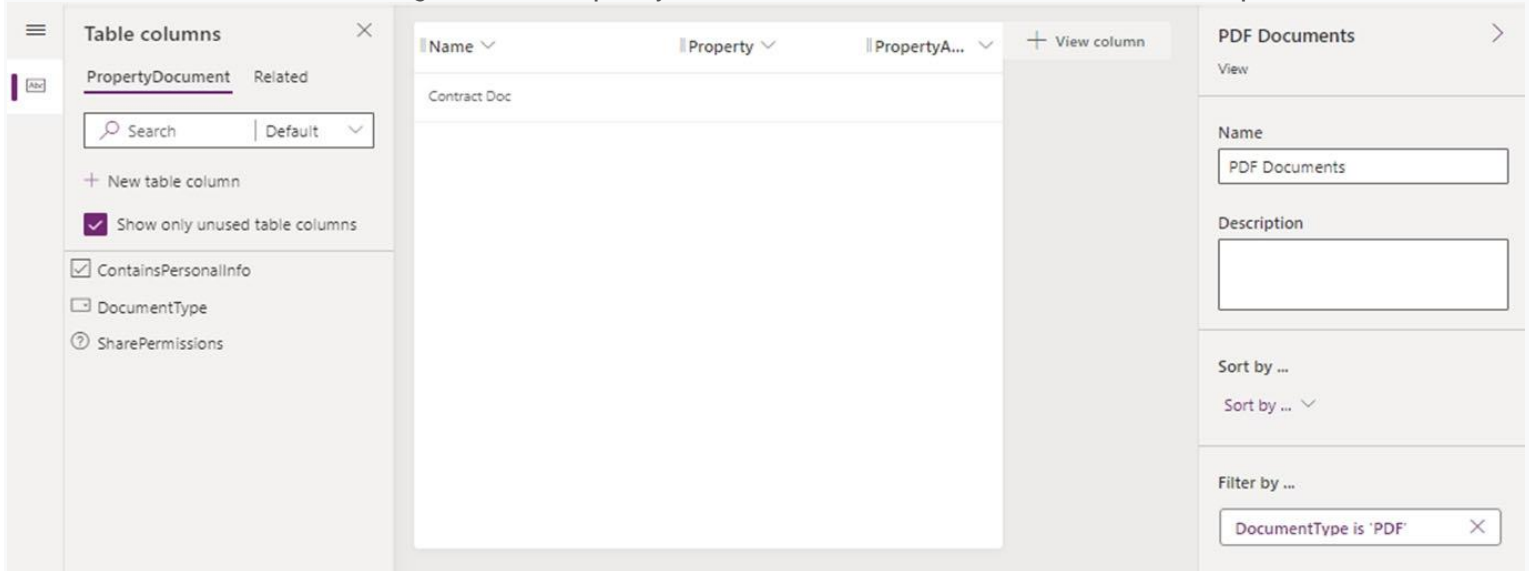 Table columns
PropertyDocument Related
Search Default
+ New table column
Show only unused table columns
ContainsPersonalInfo
DocumentType
SharePermissions
Abc
Name Property PropertyA... + View column
Contract Doc
PDF Documents
View
Name
PDF Documents
Description
Sort by ...
Sort by ...
Filter by ...
DocumentType is 'PDF'